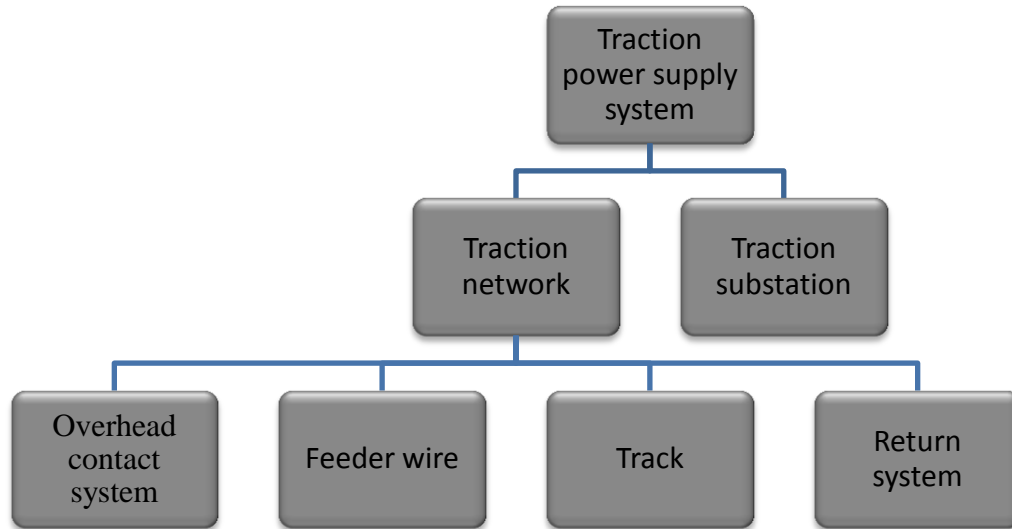 Traction
power supply
system
Traction
network
Traction
substation
Overhead
contact
system
Feeder wire
Track
Return
system